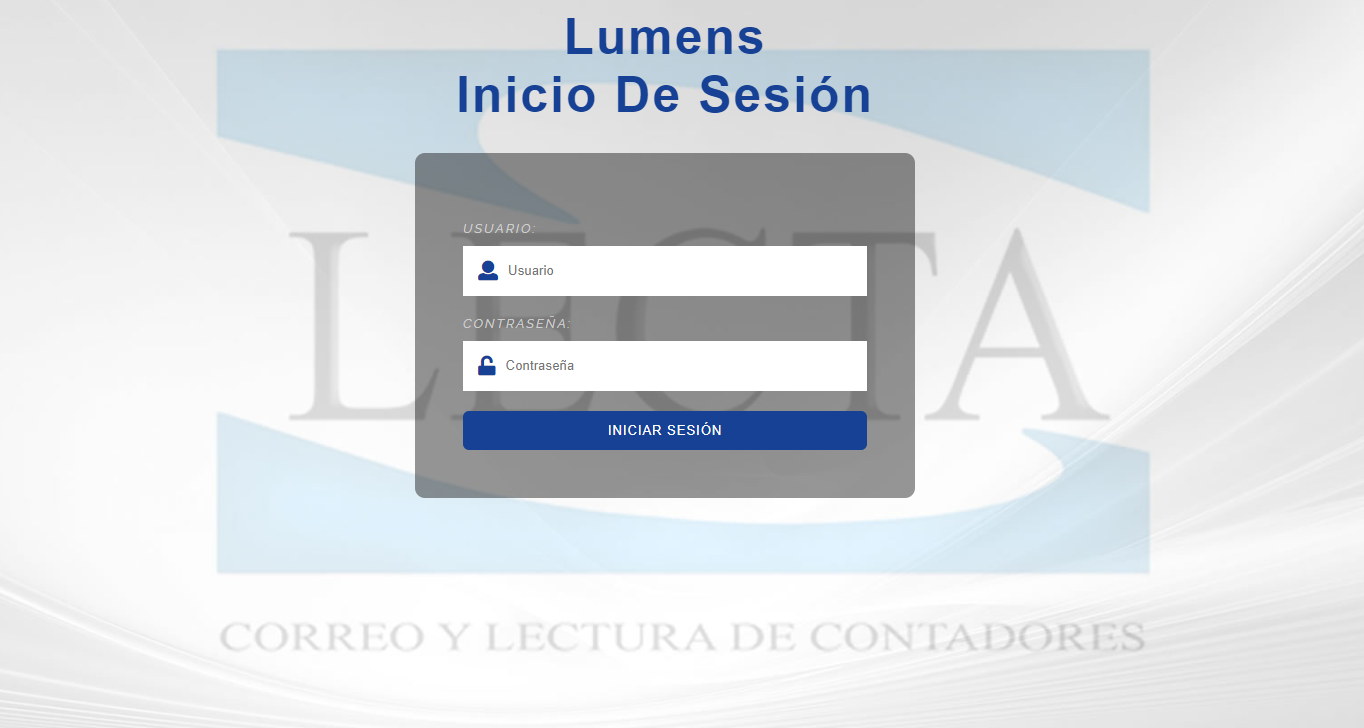 Lumens
Inicio De Sesión
USUARIO:
Usuario
CONTRASEÑA:
Contraseña
INICIAR SESIÓN
LECTA
CORREO Y LECTURA DE CONTADORES